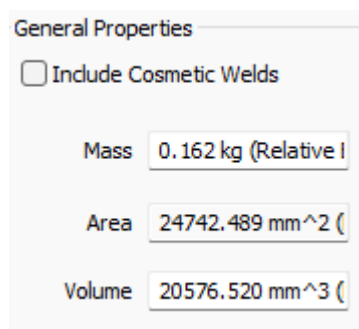 General Properties
Include Cosmetic Welds
Mass 0.162 kg (Relative
Area 24742.489 mm^2 (
Volume 20576.520 mm^3 (